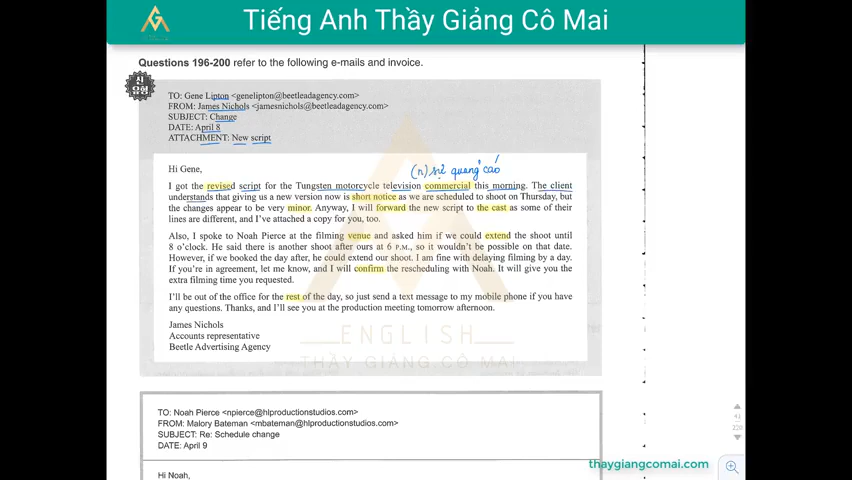 Tiếng Anh Thầy Giảng Cô Mai
Questions 196-200 refer to the following e-mails and invoice.
TO: Gene Lipton <genelipton@beetleadagency.com>
FROM: James Nichols <jamesnichols@beetleadagency.com>
SUBJECT: Change
DATE: April 8
ATTACHMENT: New script
Hi Gene,
(n) sự quảng cáo
I got the revised script for the Tungsten motorcycle television commercial this morning. The client
understands that giving us a new version now is short notice as we are scheduled to shoot on Thursday, but
the changes appear to be very minor. Anyway, I will forward the new script to the cast as some of their
lines are different, and I've attached a copy for you, too.
Also, I spoke to Noah Pierce at the filming venue and asked him if we could extend the shoot until
8 o'clock. He said there is another shoot after ours at 6 P.M., so it wouldn't be possible on that date.
However, if we booked the day after, he could extend our shoot. I am fine with delaying filming by a day.
If you're in agreement, let me know, and I will confirm the rescheduling with Noah. It will give you the
extra filming time you requested.
I'll be out of the office for the rest of the day, so just send a text message to my mobile phone if you have
any questions. Thanks, and I'll see you at the production meeting tomorrow afternoon.
James Nichols
Accounts representative
Beetle Advertising Agency
ENGLISH
THẦY GIẢNG CÔ MAI
TO: Noah Pierce <npierce@hlproductionstudios.com>
FROM: Malory Bateman <mbateman@hlproductionstudios.com>
SUBJECT: Re: Schedule change
DATE: April 9
Hi Noah,
thaygiangcomai.com